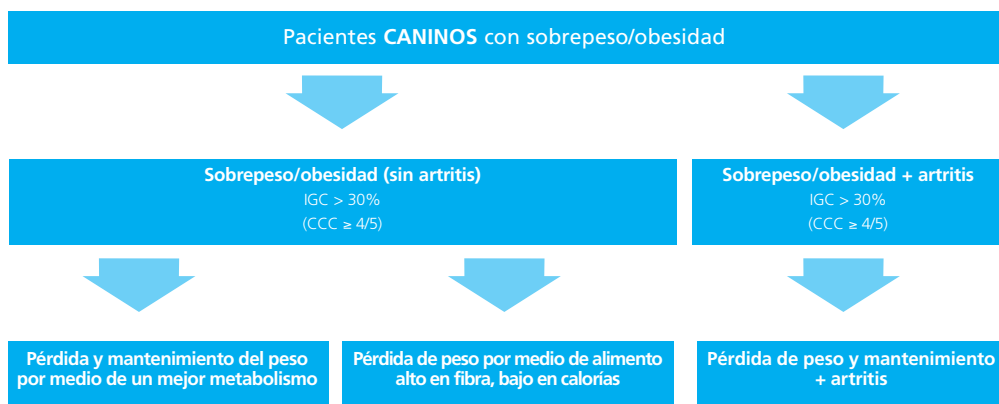 Pacientes CANINOS con sobrepeso/obesidad
Sobrepeso/obesidad (sin artritis)
IGC > 30%
(CCC ≥ 4/5)
Sobrepeso/obesidad + artritis
IGC > 30%
(CCC ≥ 4/5)
Pérdida y mantenimiento del peso
por medio de un mejor metabolismo
Pérdida de peso por medio de alimento
alto en fibra, bajo en calorías
Pérdida de peso y mantenimiento
+ artritis